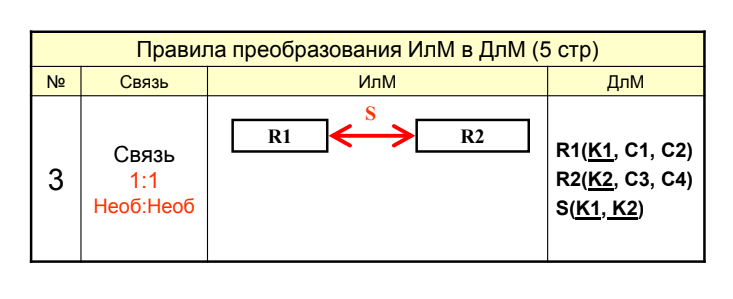 Правила преобразования ИлМ в ДлМ (5 стр)
№ Связь ИлМ ДлМ
3
Связь
1:1
Необ:Необ
S
R1 R2
R1(K1, C1, C2)
R2(K2, C3, C4)
S(K1, K2)